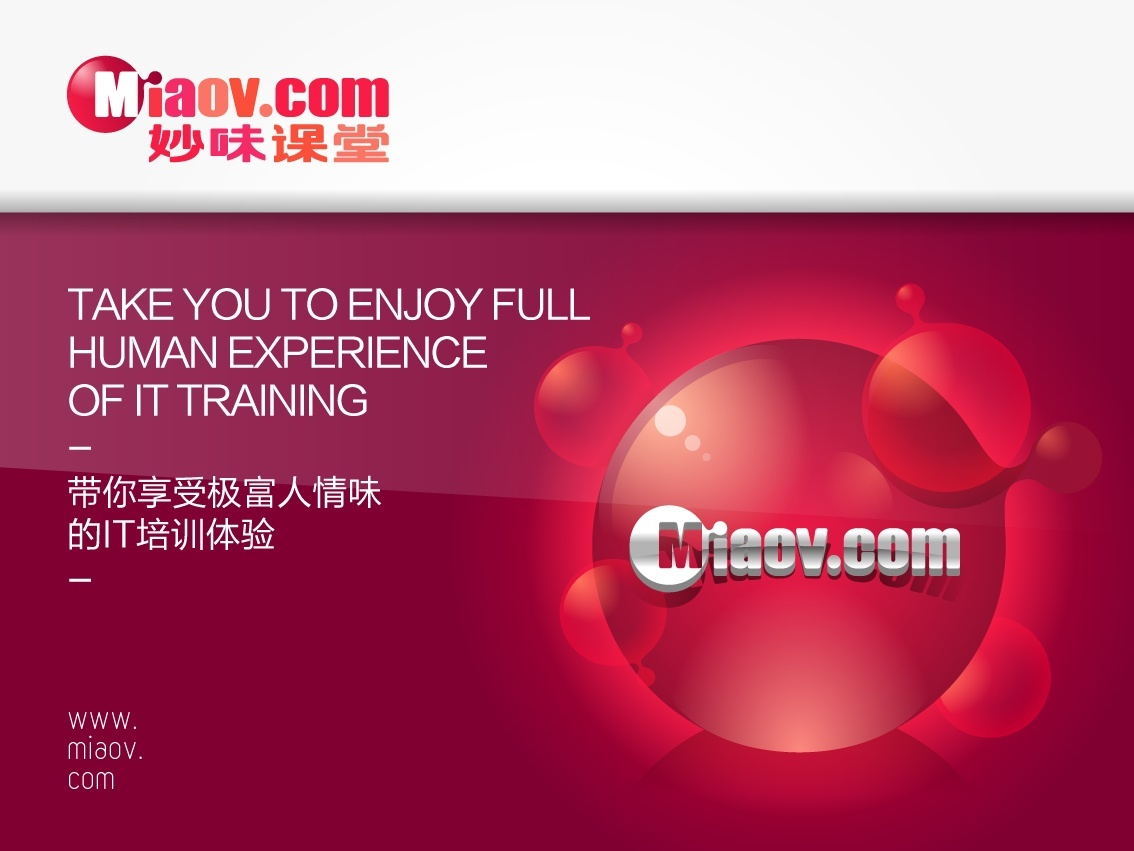 Miaov.com
妙味课堂
TAKE YOU TO ENJOY FULL
HUMAN EXPERIENCE
OF IT TRAINING
–
带你享受极富人情味
的IT培训体验
–
Miaov.com
www.
miaov.
com